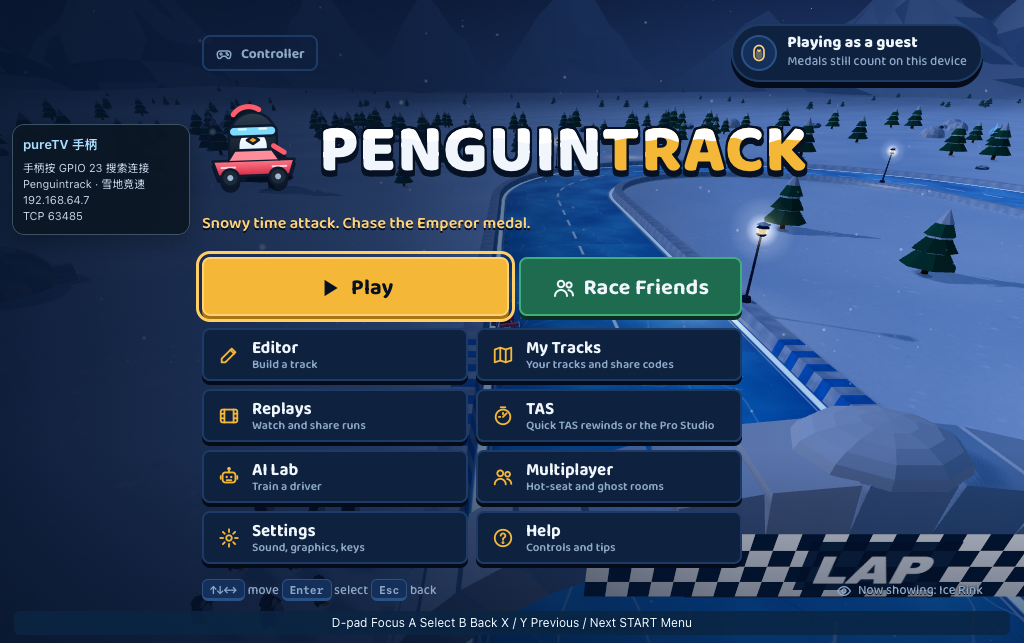 Controller
Playing as a guest
Medals still count on this device
pureTV 手柄
手柄按 GPIO 23 搜索连接
Penguintrack · 雪地竞速
192.168.64.7
TCP 63485
PENGUINTRACK
Snowy time attack. Chase the Emperor medal.
Play
Race Friends
Editor
Build a track
My Tracks
Your tracks and share codes
Replays
Watch and share runs
TAS
Quick TAS rewinds or the Pro Studio
AI Lab
Train a driver
Multiplayer
Hot-seat and ghost rooms
Settings
Sound, graphics, keys
Help
Controls and tips
LAP
↑↓←→ move Enter select Esc back
Now showing: Ice Rink
D-pad Focus A Select B Back X / Y Previous / Next START Menu